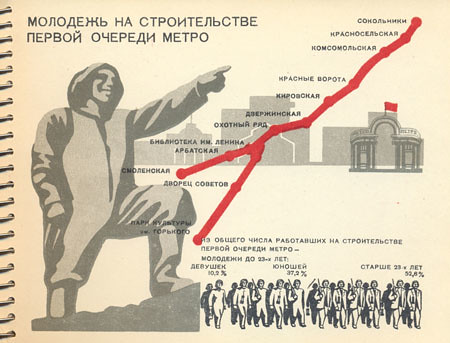 МОЛОДЕЖЬ НА СТРОИТЕЛЬСТВЕ
ПЕРВОЙ ОЧЕРЕДИ МЕТРО
СОКОЛЬНИКИ
КРАСНОСЕЛЬСКАЯ
КОМСОМОЛЬСКАЯ
КРАСНЫЕ ВОРОТА
КИРОВСКАЯ
ДЗЕРЖИНСКАЯ
ОХОТНЫЙ РЯД
БИБЛИОТЕКА ИМ. ЛЕНИНА
АРБАТСКАЯ
СМОЛЕНСКАЯ
ДВОРЕЦ СОВЕТОВ
ПАРК КУЛЬТУРЫ
им. ГОРЬКОГО
МЕТРО
ИЗ ОБЩЕГО ЧИСЛА РАБОТАВШИХ НА СТРОИТЕЛЬСТВЕ
ПЕРВОЙ ОЧЕРЕДИ МЕТРО —
МОЛОДЕЖИ ДО 23-х ЛЕТ:
ДЕВУШЕК
10,2%
ЮНОШЕЙ
37,2%
СТАРШЕ 23-х ЛЕТ
52,6%